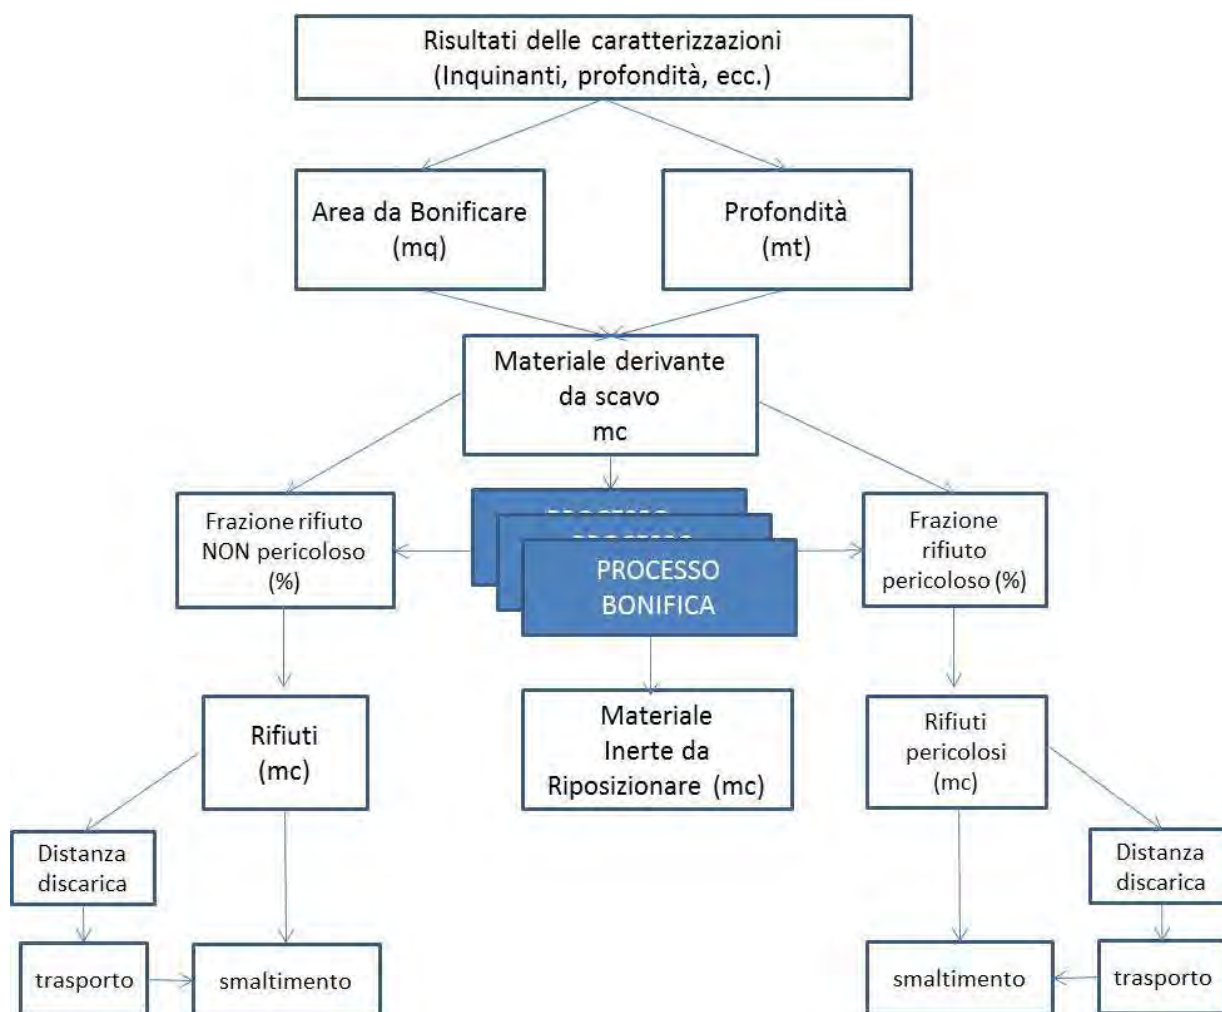 Risultati delle caratterizzazioni
(Inquinanti, profondità, ecc.)
Area da Bonificare
(mq)
Profondità
(mt)
Materiale derivante
da scavo
mc
Frazione rifiuto
NON pericoloso
(%)
PROCESSO
PROCESSO
PROCESSO
BONIFICA
Frazione
rifiuto
pericoloso (%)
Rifiuti
(mc)
Materiale
Inerte da
Riposizionare (mc)
Rifiuti
pericolosi
(mc)
Distanza
discarica
Distanza
discarica
trasporto
smaltimento
smaltimento
trasporto